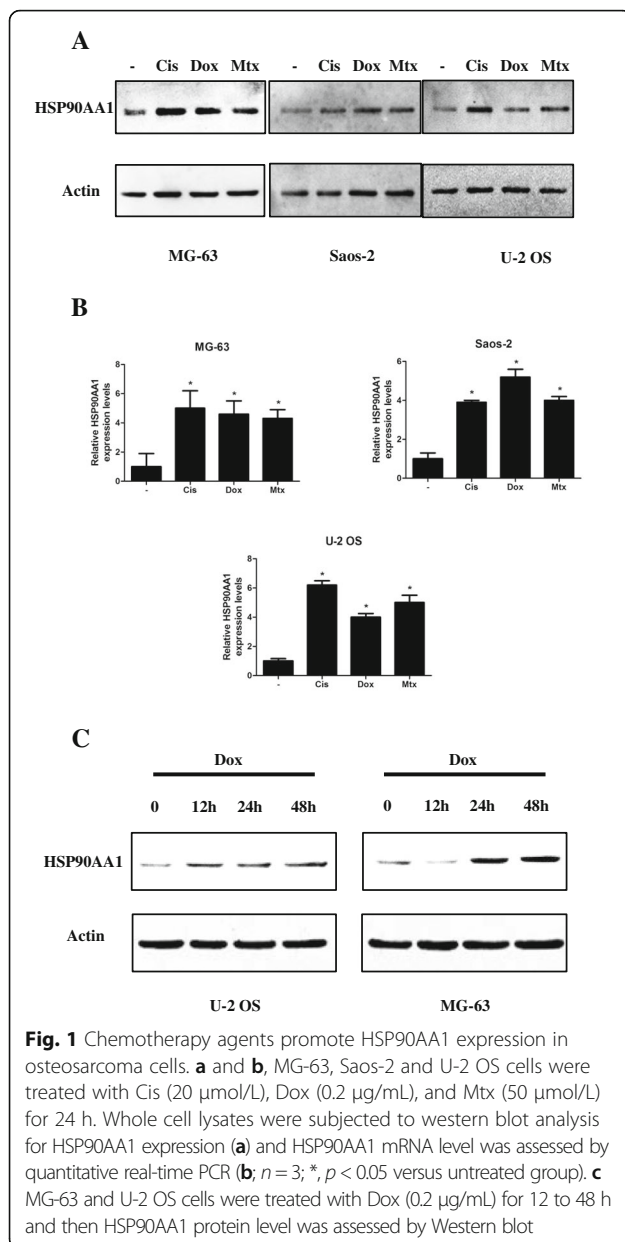 A
- Cis Dox Mtx - Cis Dox Mtx - Cis Dox Mtx
HSP90AA1
Actin
MG-63 Saos-2 U-2 OS
B
MG-63
Relative HSP90AA1
expression levels
8
6
4
2
0
* * *
- Cis Dox Mtx
Saos-2
Relative HSP90AA1
expression levels
6
4
2
0
* * *
- Cis Dox Mtx
U-2 OS
Relative HSP90AA1
expression levels
8
6
4
2
0
* * *
- Cis Dox Mtx
C
Dox Dox
0 12h 24h 48h 0 12h 24h 48h
HSP90AA1
Actin
U-2 OS MG-63
Fig. 1 Chemotherapy agents promote HSP90AA1 expression in
osteosarcoma cells. a and b, MG-63, Saos-2 and U-2 OS cells were
treated with Cis (20 μmol/L), Dox (0.2 μg/mL), and Mtx (50 μmol/L)
for 24 h. Whole cell lysates were subjected to western blot analysis
for HSP90AA1 expression (a) and HSP90AA1 mRNA level was assessed by
quantitative real-time PCR (b; n = 3; *, p < 0.05 versus untreated group). c
MG-63 and U-2 OS cells were treated with Dox (0.2 μg/mL) for 12 to 48 h
and then HSP90AA1 protein level was assessed by Western blot